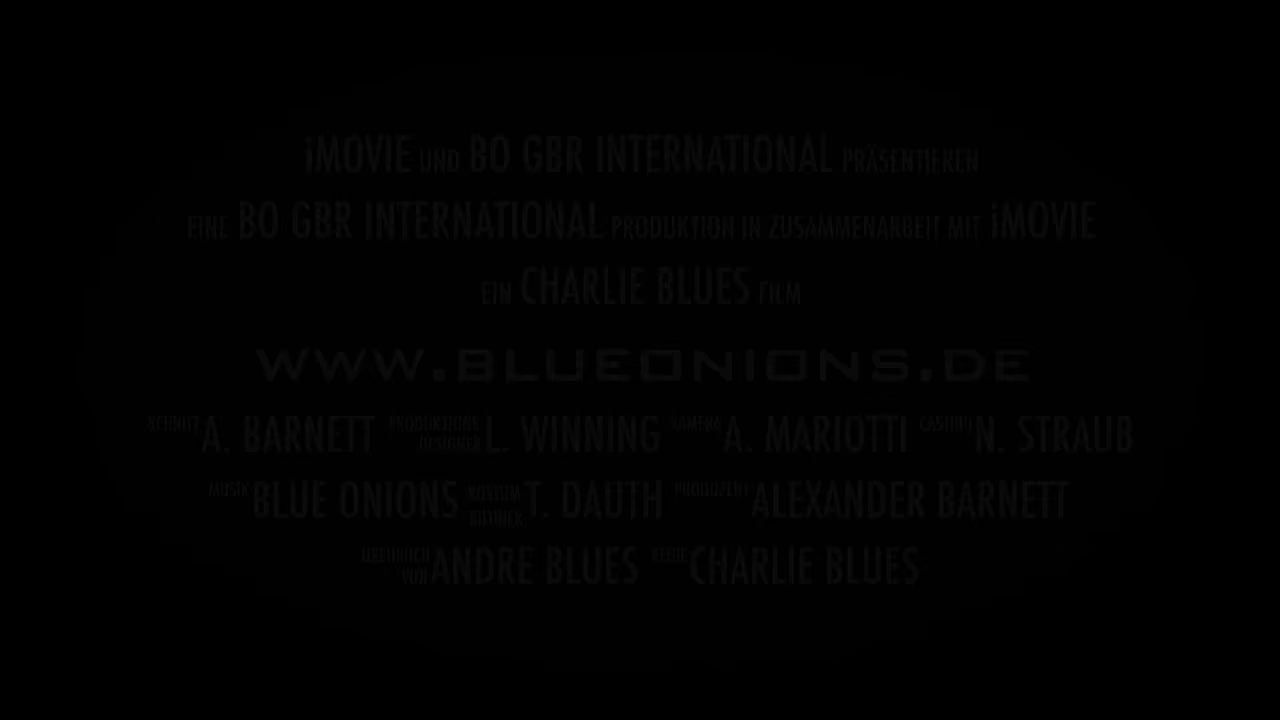 iMOVIE UND BO GBR INTERNATIONAL PRÄSENTIEREN
EINE BO GBR INTERNATIONAL PRODUKTION IN ZUSAMMENARBEIT MIT iMOVIE
EIN CHARLIE BLUES FILM
WWW.BLUEONIONS.DE
SCHNITT A. BARNETT PRODUKTIONS DESIGNER L. WINNING KAMERA A. MARIOTTI CASTING N. STRAUB
MUSIK BLUE ONIONS KOSTÜM T. DAUTH PRODUZENT ALEXANDER BARNETT
VON ANDRE BLUES REGIE CHARLIE BLUES